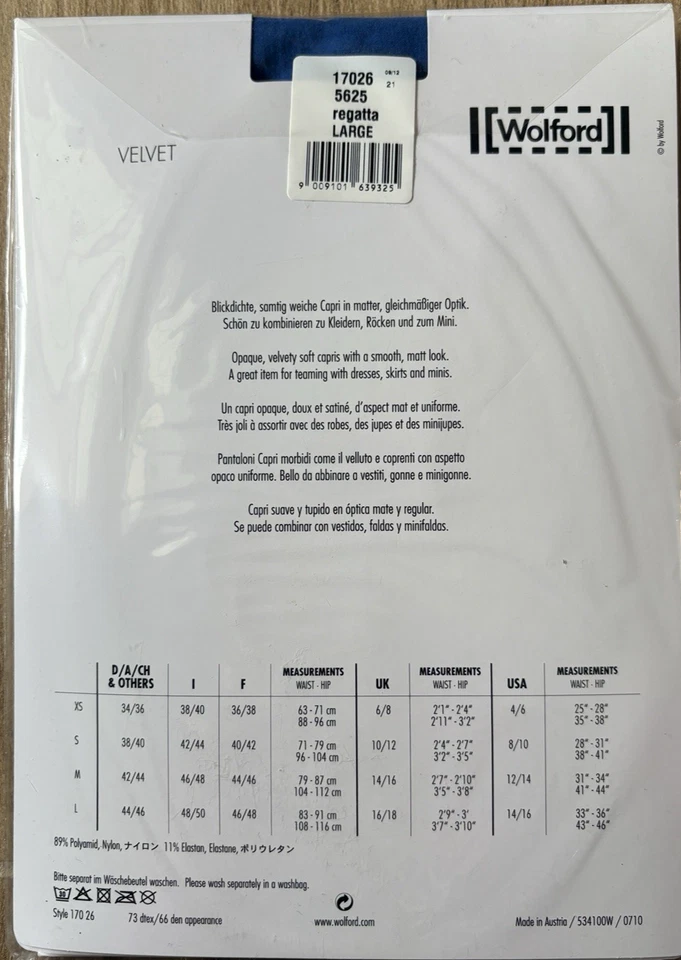 17026
09/12
5625
21
regatta
LARGE
9 009101 639325
Wolford
© by Wolford
VELVET
Blickdichte, samtig weiche Capri in matter, gleichmäßiger Optik.
Schön zu kombinieren zu Kleidern, Röcken und zum Mini.
Opaque, velvety soft capris with a smooth, matt look.
A great item for teaming with dresses, skirts and minis.
Un capri opaque, doux et satiné, d'aspect mat et uniforme.
Très joli à assortir avec des robes, des jupes et des minijupes.
Pantaloni Capri morbidi come il velluto e coprenti con aspetto
opaco uniforme. Bello da abbinare a vestiti, gonne e minigonne.
Capri suave y tupido en óptica mate y regular.
Se puede combinar con vestidos, faldas y minifaldas.
D/A/CH & OTHERS I F MEASUREMENTS WAIST - HIP UK MEASUREMENTS WAIST - HIP USA MEASUREMENTS WAIST - HIP
XS 34/36 38/40 36/38 63 - 71 cm 6/8 2'1" - 2'4" 4/6 25" - 28"
88 - 96 cm 2'11" - 3'2" 35" - 38"
S 38/40 42/44 40/42 71 - 79 cm 10/12 2'4" - 2'7" 8/10 28" - 31"
96 - 104 cm 3'2" - 3'5" 38" - 41"
M 42/44 46/48 44/46 79 - 87 cm 14/16 2'7" - 2'10" 12/14 31" - 34"
104 - 112 cm 3'5" - 3'8" 41" - 44"
L 44/46 48/50 46/48 83 - 91 cm 16/18 2'9" - 3' 14/16 33" - 36"
108 - 116 cm 3'7" - 3'10" 43" - 46"
89% Polyamid, Nylon, ナイロン 11% Elastan, Elastane, ポリウレタン
Bitte separat im Wäschebeutel waschen. Please wash separately in a washbag.
30
Style 170 26 73 dtex/66 den appearance www.wolford.com Made in Austria / 534100W / 0710